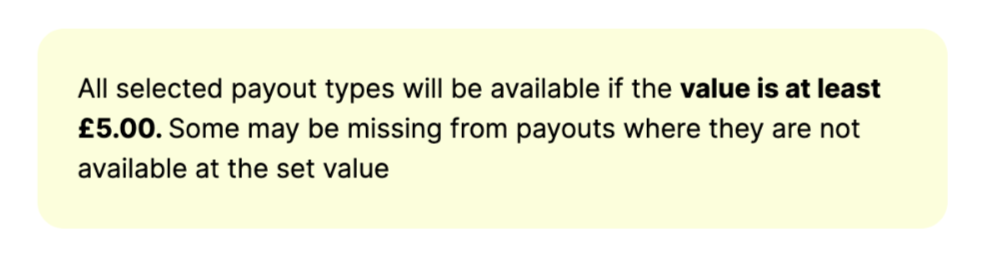 All selected payout types will be available if the value is at least
£5.00. Some may be missing from payouts where they are not
available at the set value